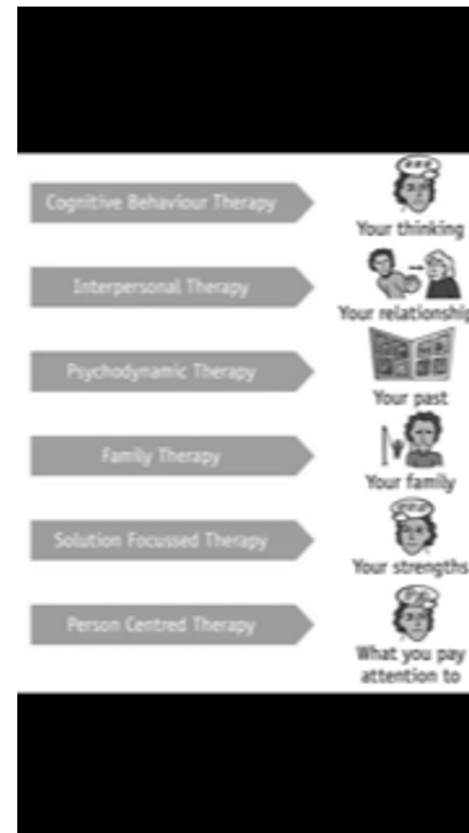 Cognitive Behaviour Therapy
Your thinking
Interpersonal Therapy
Your relationship
Psychodynamic Therapy
Your past
Family Therapy
Your family
Solution Focussed Therapy
Your strengths
Person Centred Therapy
What you pay
attention to